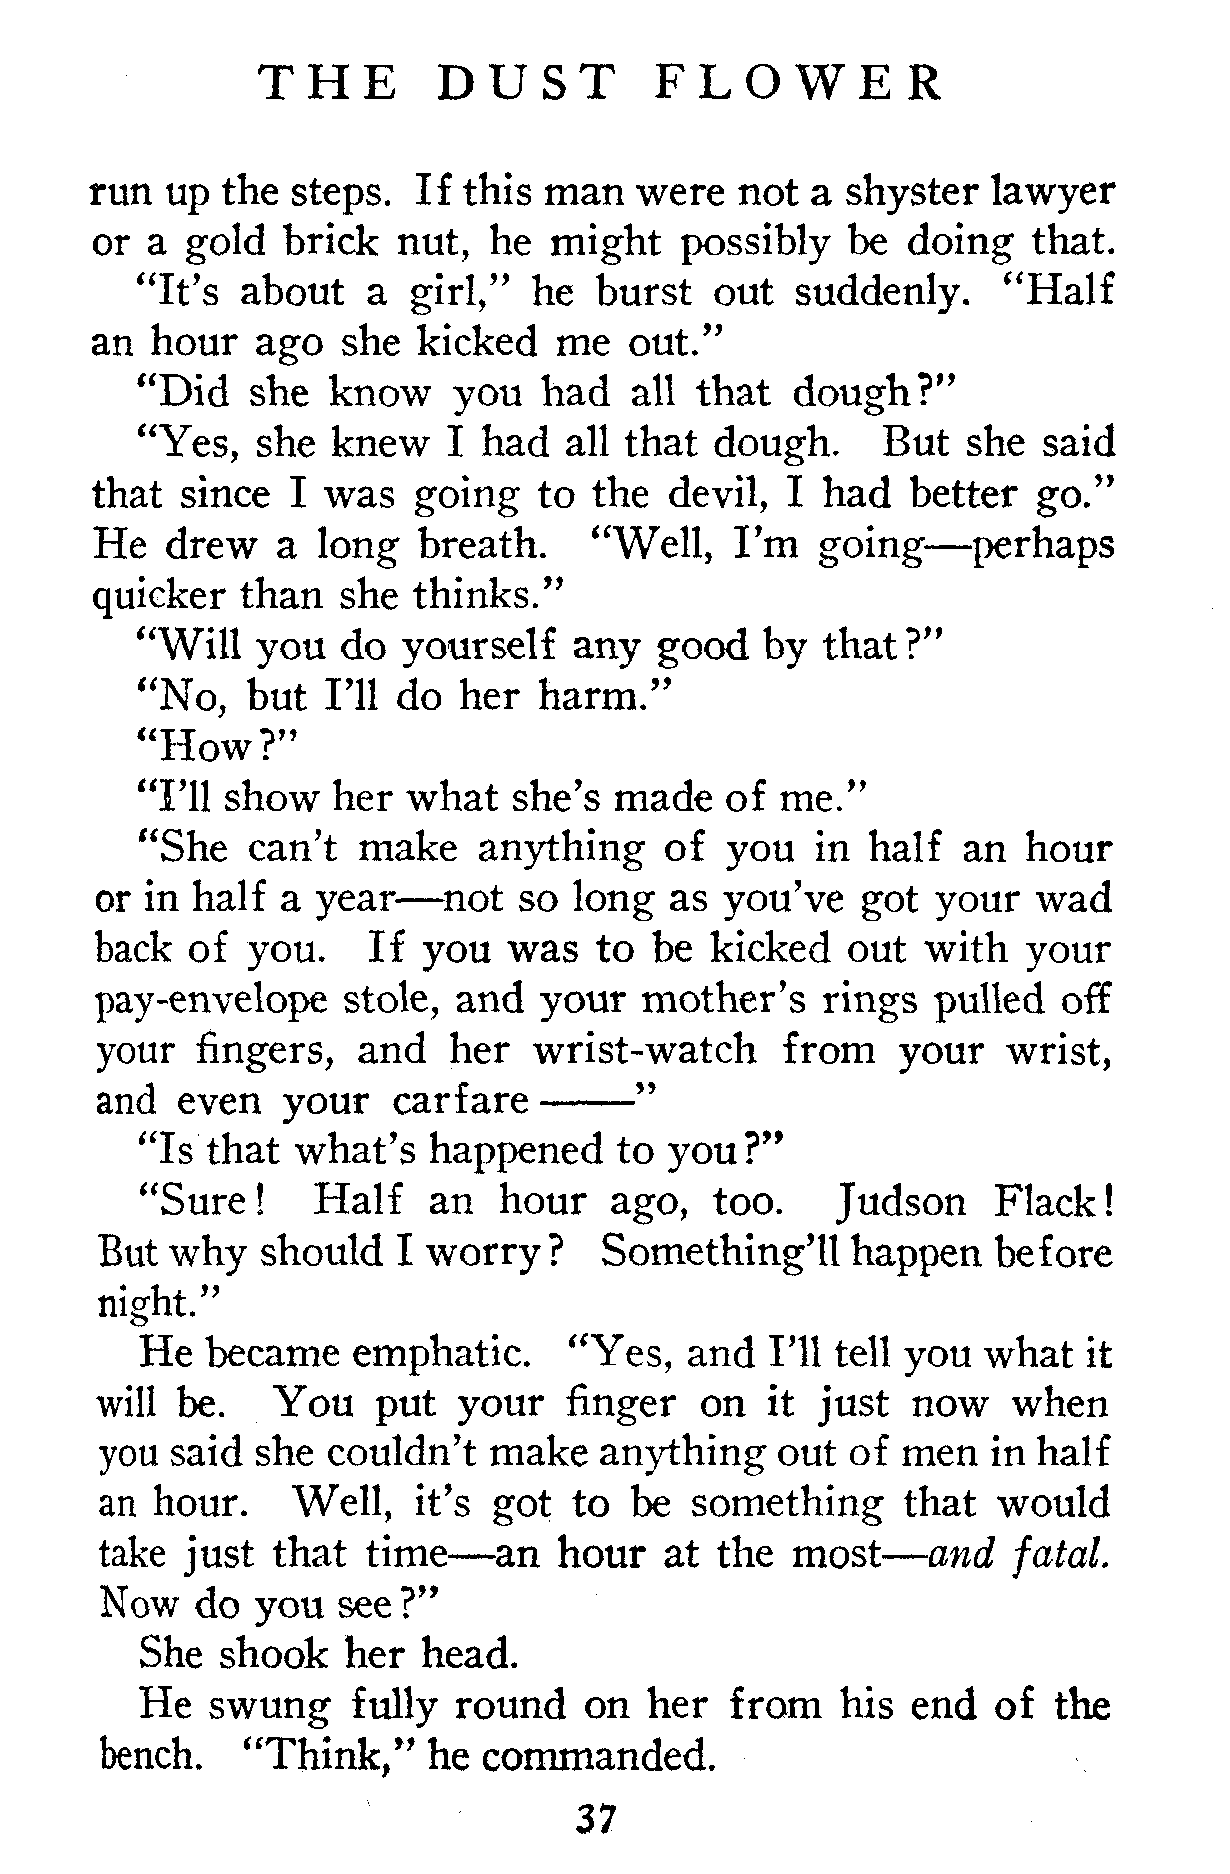 THE DUST FLOWER
run up the steps. If this man were not a shyster lawyer
or a gold brick nut, he might possibly be doing that.
“It’s about a girl,” he burst out suddenly. “Half
an hour ago she kicked me out.”
“Did she know you had all that dough?”
“Yes, she knew I had all that dough. But she said
that since I was going to the devil, I had better go.”
He drew a long breath. “Well, I’m going—perhaps
quicker than she thinks.”
“Will you do yourself any good by that?”
“No, but I’ll do her harm.”
“How?”
“I’ll show her what she’s made of me.”
“She can’t make anything of you in half an hour
or in half a year—not so long as you’ve got your wad
back of you. If you was to be kicked out with your
pay-envelope stole, and your mother’s rings pulled off
your fingers, and her wrist-watch from your wrist,
and even your carfare ——”
“Is that what’s happened to you?”
“Sure! Half an hour ago, too. Judson Flack!
But why should I worry? Something’ll happen before
night.”
He became emphatic. “Yes, and I’ll tell you what it
will be. You put your finger on it just now when
you said she couldn’t make anything out of men in half
an hour. Well, it’s got to be something that would
take just that time—an hour at the most—and fatal.
Now do you see?”
She shook her head.
He swung fully round on her from his end of the
bench. “Think,” he commanded.
37